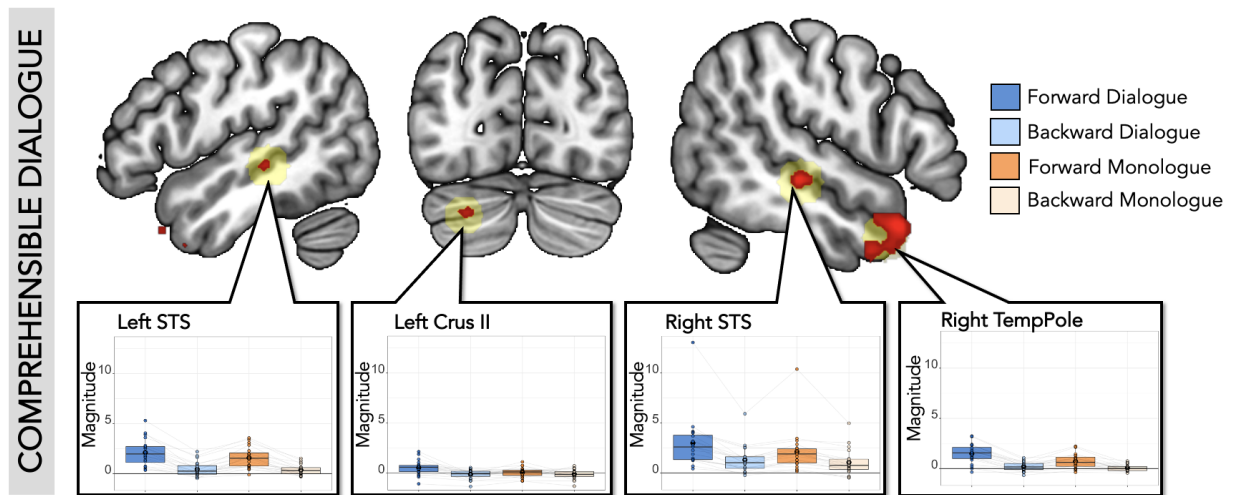 COMPREHENSIBLE DIALOGUE
Forward Dialogue
Backward Dialogue
Forward Monologue
Backward Monologue
Left STS
Magnitude
10
5
0
Left Crus II
Magnitude
10
5
0
Right STS
Magnitude
10
5
0
Right TempPole
Magnitude
10
5
0